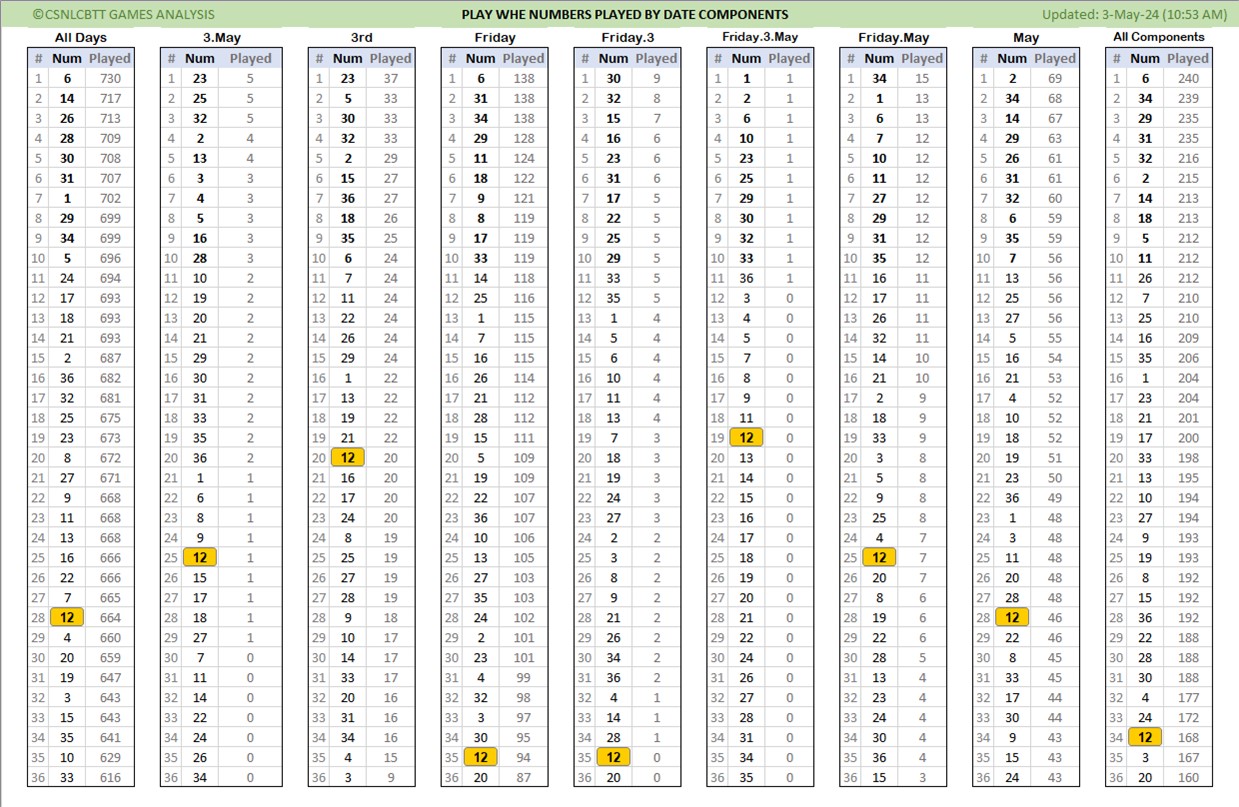 ©CSNLCBTT GAMES ANALYSIS PLAY WHE NUMBERS PLAYED BY DATE COMPONENTS Updated: 3-May-24 (10:53 AM)
All Days 3.May 3rd Friday Friday.3 Friday.3.May Friday.May May All Components
# Num Played # Num Played # Num Played # Num Played # Num Played # Num Played # Num Played # Num Played # Num Played
1 6 730 1 23 5 1 23 37 1 6 138 1 30 9 1 1 1 1 34 15 1 2 69 1 6 240
2 14 717 2 25 5 2 5 33 2 31 138 2 32 8 2 2 1 2 1 13 2 34 68 2 34 239
3 26 713 3 32 5 3 30 33 3 34 138 3 15 7 3 6 1 3 6 13 3 14 67 3 29 235
4 28 709 4 2 4 4 32 33 4 29 128 4 16 6 4 10 1 4 7 12 4 29 63 4 31 235
5 30 708 5 13 4 5 2 29 5 11 124 5 23 6 5 23 1 5 10 12 5 26 61 5 32 216
6 31 707 6 3 3 6 15 27 6 18 122 6 31 6 6 25 1 6 11 12 6 31 61 6 2 215
7 1 702 7 4 3 7 36 27 7 9 121 7 17 5 7 29 1 7 27 12 7 32 60 7 14 213
8 29 699 8 5 3 8 18 26 8 8 119 8 22 5 8 30 1 8 29 12 8 6 59 8 18 213
9 34 699 9 16 3 9 35 25 9 17 119 9 25 5 9 32 1 9 31 12 9 35 59 9 5 212
10 5 696 10 28 3 10 6 24 10 33 119 10 29 5 10 33 1 10 35 12 10 7 56 10 11 212
11 24 694 11 10 2 11 7 24 11 14 118 11 33 5 11 36 1 11 16 11 11 13 56 11 26 212
12 17 693 12 19 2 12 11 24 12 25 116 12 35 5 12 3 0 12 17 11 12 25 56 12 7 210
13 18 693 13 20 2 13 22 24 13 1 115 13 1 4 13 4 0 13 26 11 13 27 56 13 25 210
14 21 693 14 21 2 14 26 24 14 7 115 14 5 4 14 5 0 14 32 11 14 5 55 14 16 209
15 2 687 15 29 2 15 29 24 15 16 115 15 6 4 15 7 0 15 14 10 15 16 54 15 35 206
16 36 682 16 30 2 16 1 22 16 26 114 16 10 4 16 8 0 16 21 10 16 21 53 16 1 204
17 32 681 17 31 2 17 13 22 17 21 112 17 11 4 17 9 0 17 2 9 17 4 52 17 23 204
18 25 675 18 33 2 18 19 22 18 28 112 18 13 4 18 11 0 18 18 9 18 10 52 18 21 201
19 23 673 19 35 2 19 21 22 19 15 111 19 7 3 19 12 0 19 33 9 19 18 52 19 17 200
20 8 672 20 36 2 20 12 20 20 5 109 20 18 3 20 13 0 20 3 8 20 19 51 20 33 198
21 27 671 21 1 1 21 16 20 21 19 109 21 19 3 21 14 0 21 5 8 21 23 50 21 13 195
22 9 668 22 6 1 22 17 20 22 22 107 22 24 3 22 15 0 22 9 8 22 36 49 22 10 194
23 11 668 23 8 1 23 24 20 23 36 107 23 27 3 23 16 0 23 25 8 23 1 48 23 27 194
24 13 668 24 9 1 24 8 19 24 10 106 24 2 2 24 17 0 24 4 7 24 3 48 24 9 193
25 16 666 25 12 1 25 25 19 25 13 105 25 3 2 25 18 0 25 12 7 25 11 48 25 19 193
26 22 666 26 15 1 26 27 19 26 27 103 26 8 2 26 19 0 26 20 7 26 20 48 26 8 192
27 7 665 27 17 1 27 28 19 27 35 103 27 9 2 27 20 0 27 8 6 27 28 48 27 15 192
28 12 664 28 18 1 28 9 18 28 24 102 28 21 2 28 21 0 28 19 6 28 12 46 28 36 192
29 4 660 29 27 1 29 10 17 29 2 101 29 26 2 29 22 0 29 22 6 29 22 46 29 22 188
30 20 659 30 7 0 30 14 17 30 23 101 30 34 2 30 24 0 30 28 5 30 8 45 30 28 188
31 19 647 31 11 0 31 33 17 31 4 99 31 36 2 31 26 0 31 13 4 31 33 45 31 30 188
32 3 643 32 14 0 32 20 16 32 32 98 32 4 1 32 27 0 32 23 4 32 17 44 32 4 177
33 15 643 33 22 0 33 31 16 33 3 97 33 14 1 33 28 0 33 24 4 33 30 44 33 24 172
34 35 641 34 24 0 34 34 16 34 30 95 34 28 1 34 31 0 34 30 4 34 9 43 34 12 168
35 10 629 35 26 0 35 4 15 35 12 94 35 12 0 35 34 0 35 36 4 35 15 43 35 3 167
36 33 616 36 34 0 36 3 9 36 20 87 36 20 0 36 35 0 36 15 3 36 24 43 36 20 160